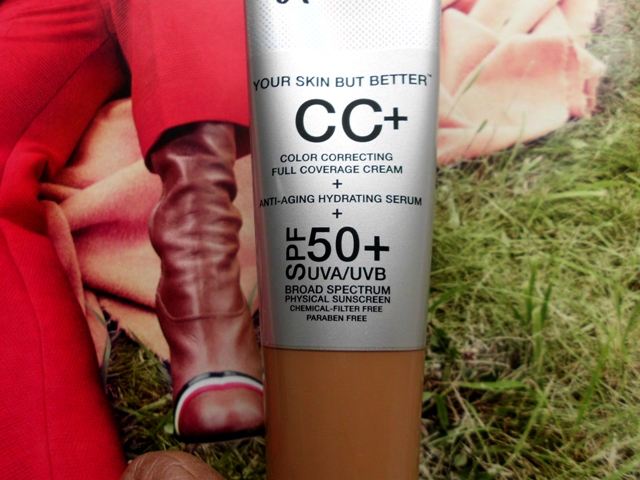 YOUR SKIN BUT BETTER™
CC+
COLOR CORRECTING
FULL COVERAGE CREAM
+
ANTI-AGING HYDRATING SERUM
+
SPF 50+
UVA/UVB
BROAD SPECTRUM
PHYSICAL SUNSCREEN
CHEMICAL-FILTER FREE
PARABEN FREE